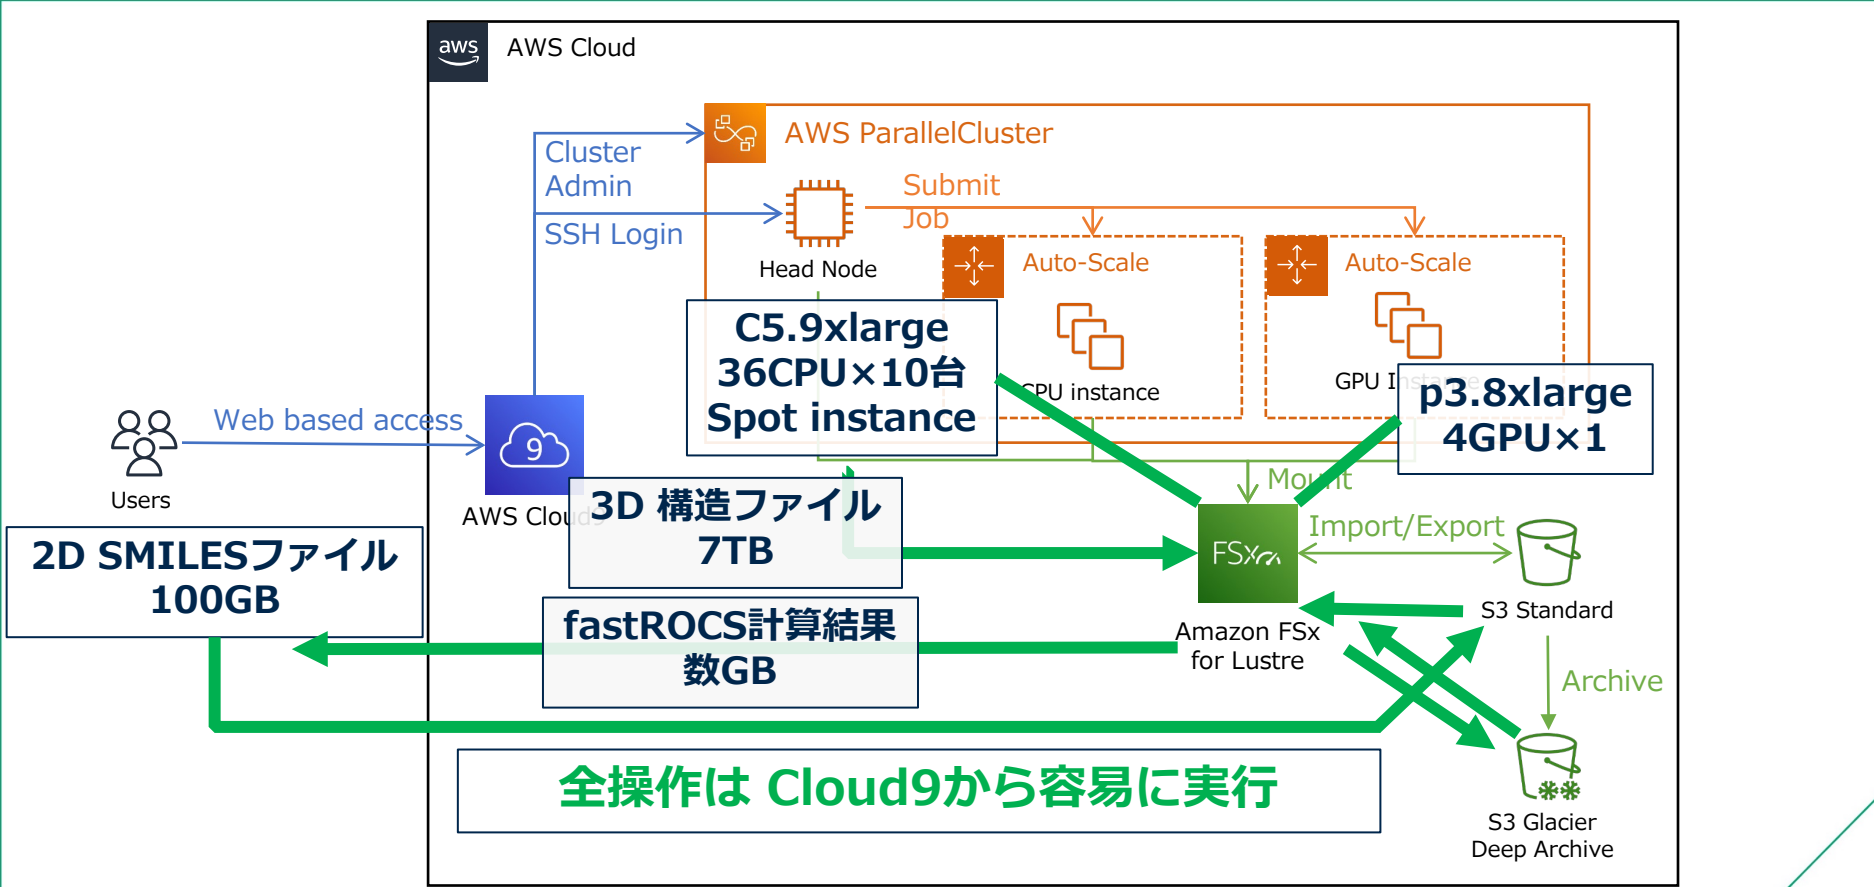 aws
AWS Cloud
AWS ParallelCluster
Cluster
Admin
SSH Login
Submit
Job
Head Node
Auto-Scale
Auto-Scale
C5.9xlarge
36CPU×10台
Spot instance
CPU instance
GPU Instance
p3.8xlarge
4GPU×1
Web based access
Users
9
AWS Cloud9
3D 構造ファイル
7TB
Mount
FSx
Import/Export
2D SMILESファイル
100GB
fastROCS計算結果
数GB
Amazon FSx
for Lustre
S3 Standard
Archive
全操作は Cloud9から容易に実行
S3 Glacier
Deep Archive